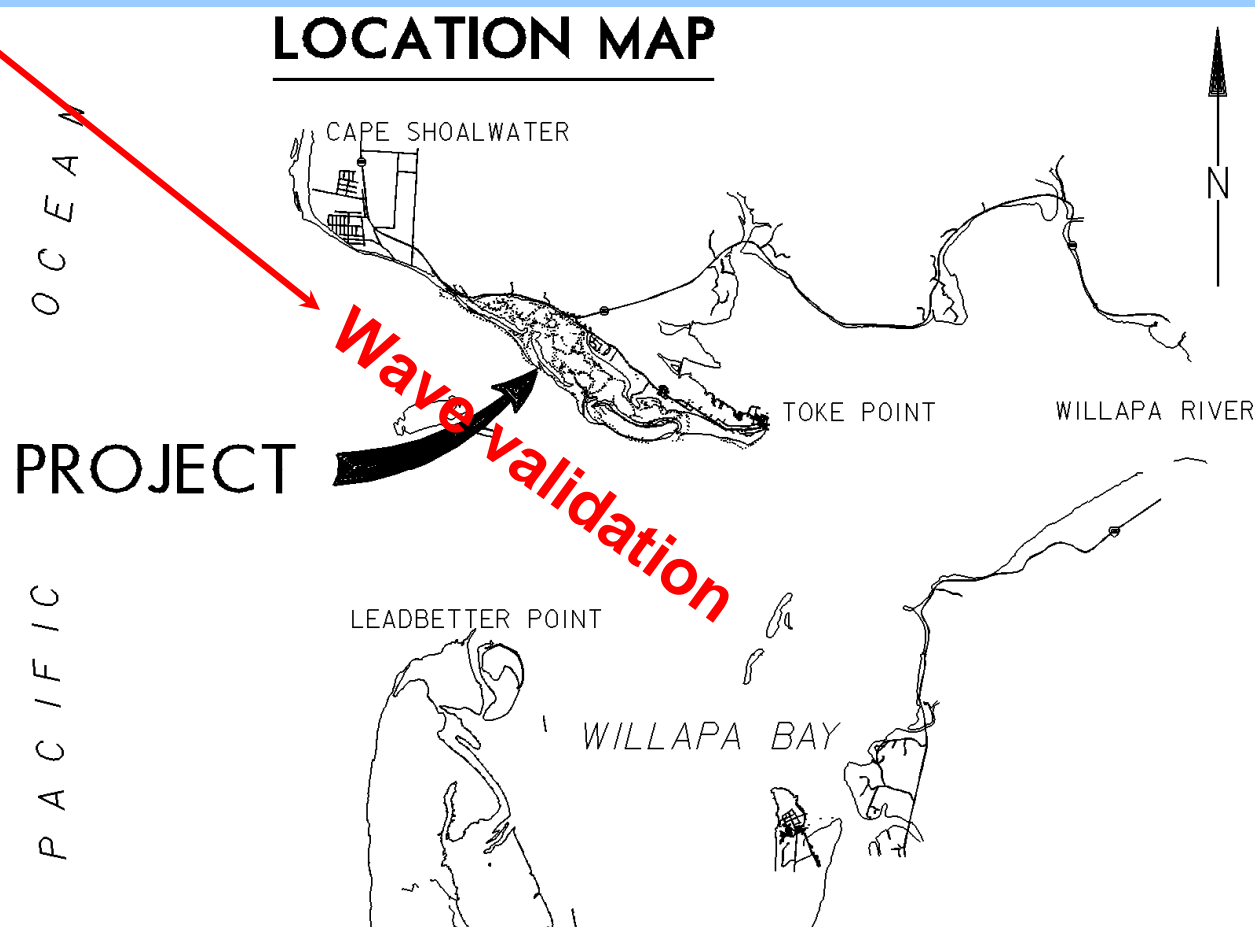 LOCATION MAP
CAPE SHOALWATER
N
PACIFIC OCEAN
Wave validation
TOKE POINT
WILLAPA RIVER
PROJECT
LEADBETTER POINT
WILLAPA BAY